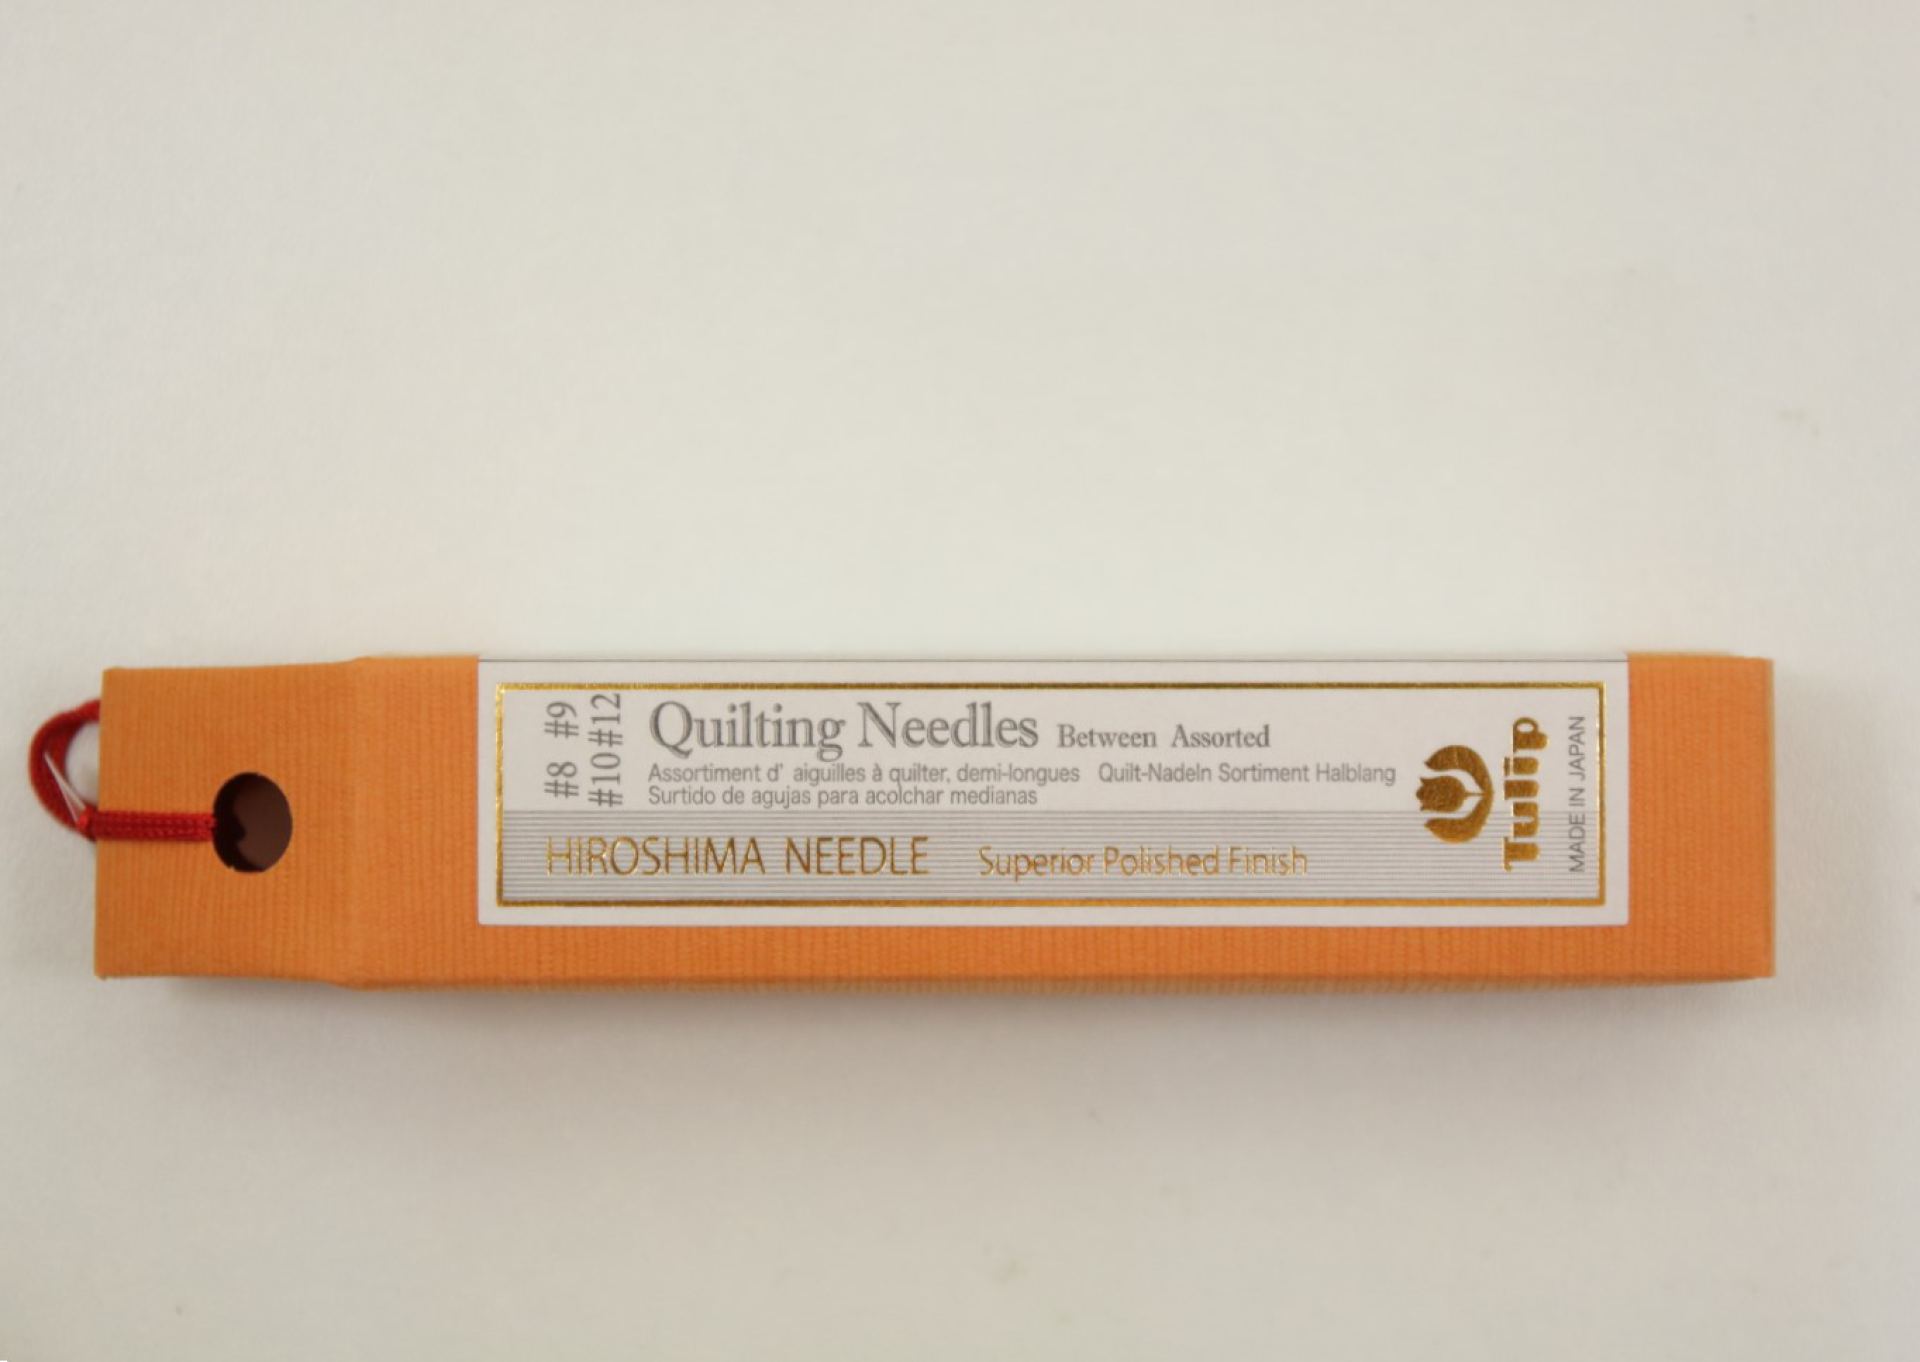 #8 #9
#10#12
Quilting Needles Between Assorted
Assortiment d' aiguilles à quilter, demi-longues Quilt-Nadeln Sortiment Halblang
Surtido de agujas para acolchar medianas
HIROSHIMA NEEDLE Superior Polished Finish
Tulip
MADE IN JAPAN